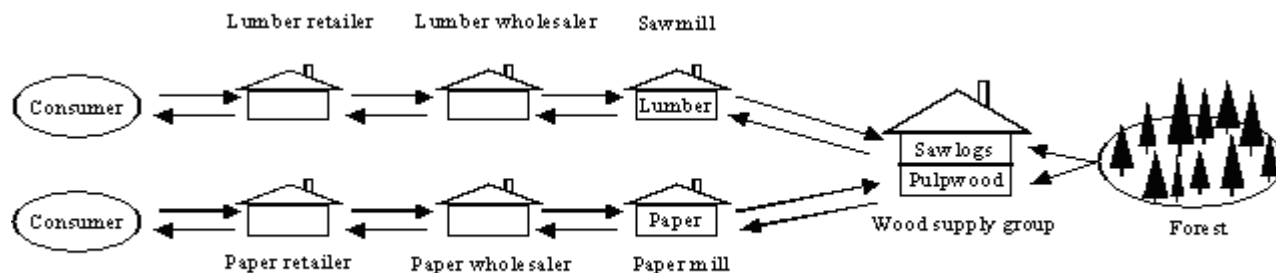 Lumber retailer Lumber wholesaler Sawmill
Consumer Lumber
Sawlogs
Pulpwood
Consumer Paper
Wood supply group Forest
Paper retailer Paper wholesaler Paper mill